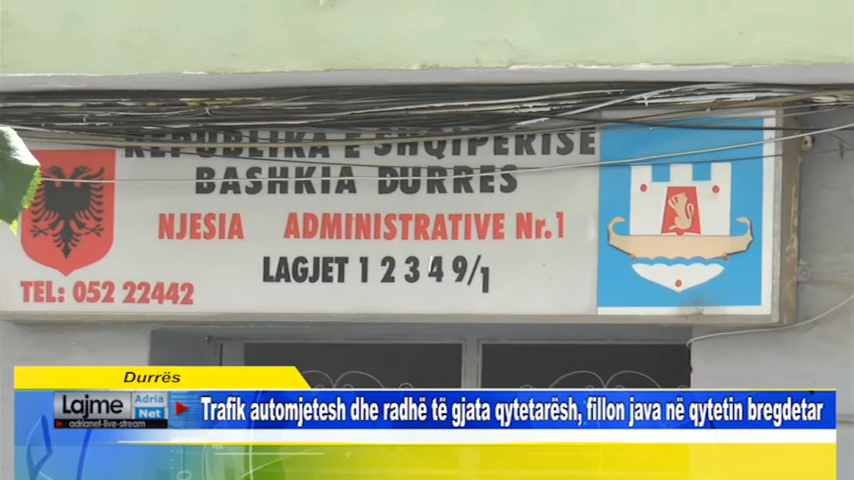 REPUBLIKA E SHQIPERISE
BASHKIA DURRES
NJESIA ADMINISTRATIVE Nr.1
LAGJET 1 2 3 4 9/1
TEL: 052 22442
Durrës
Lajme Adria Net
adrianet-live-stream
Trafik automjetesh dhe radhë të gjata qytetarësh, fillon java në qytetin bregdetar